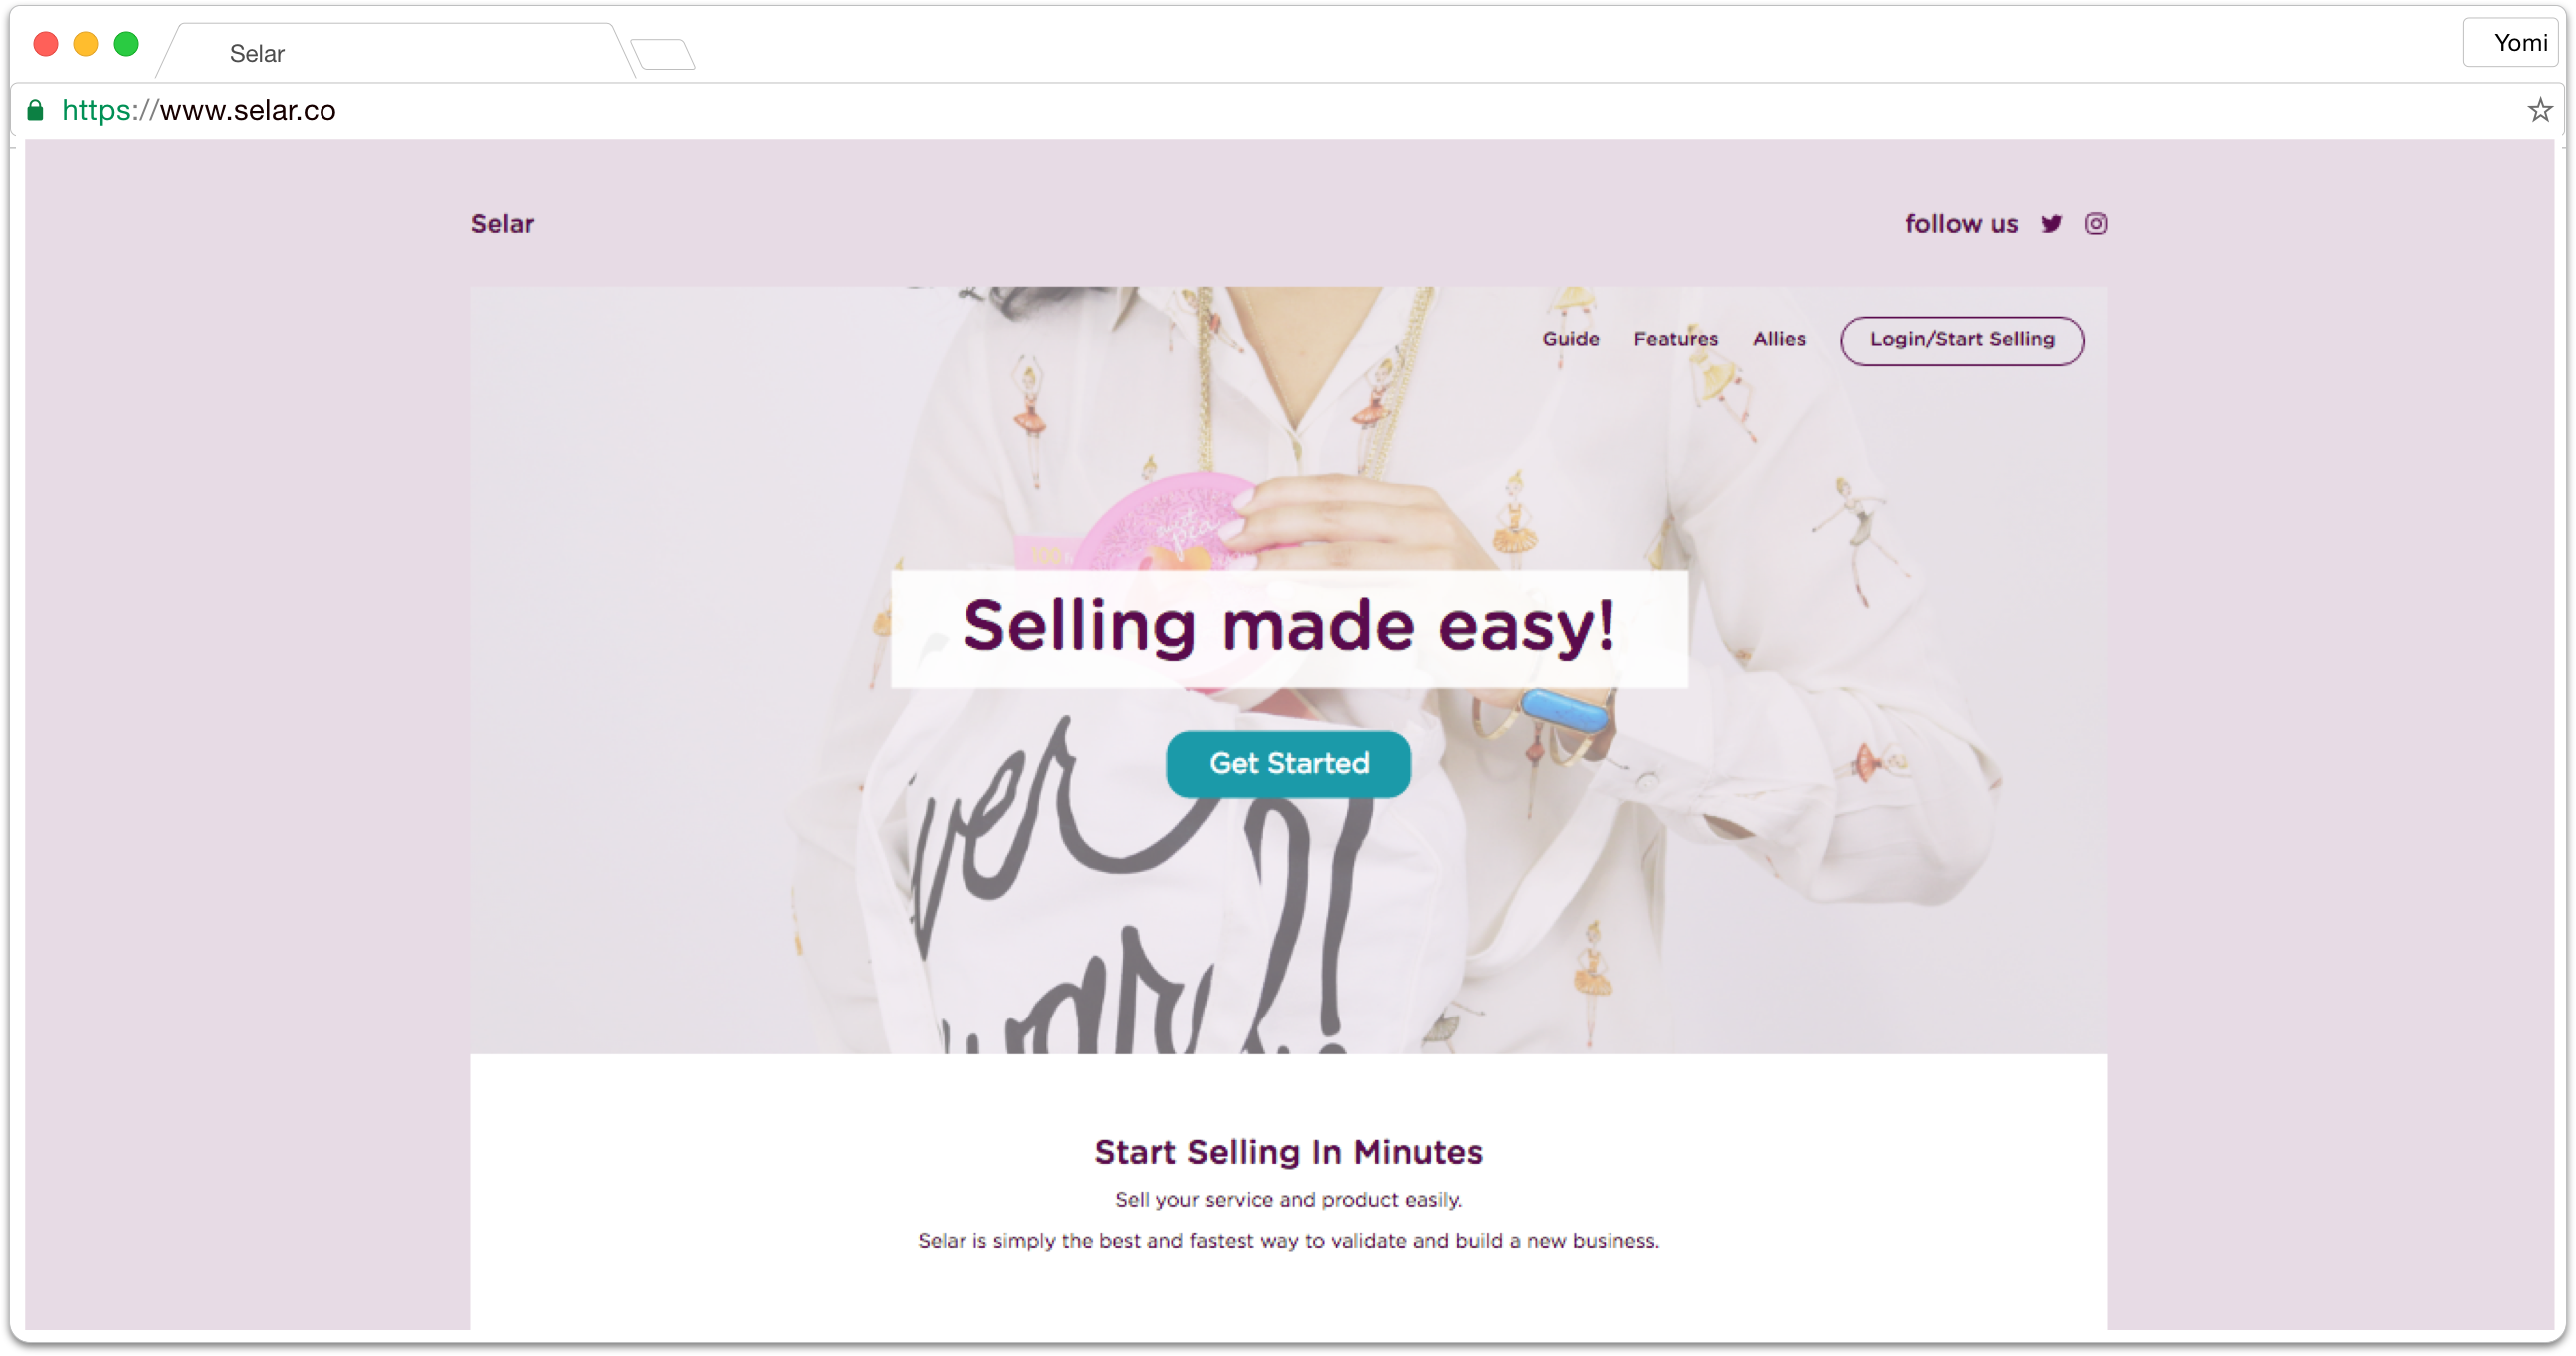 Selar
Yomi
https://www.selar.co
Selar
follow us
Guide Features Allies Login/Start Selling
100
Selling made easy!
Get Started
ver
?!
Start Selling In Minutes
Sell your service and product easily.
Selar is simply the best and fastest way to validate and build a new business.